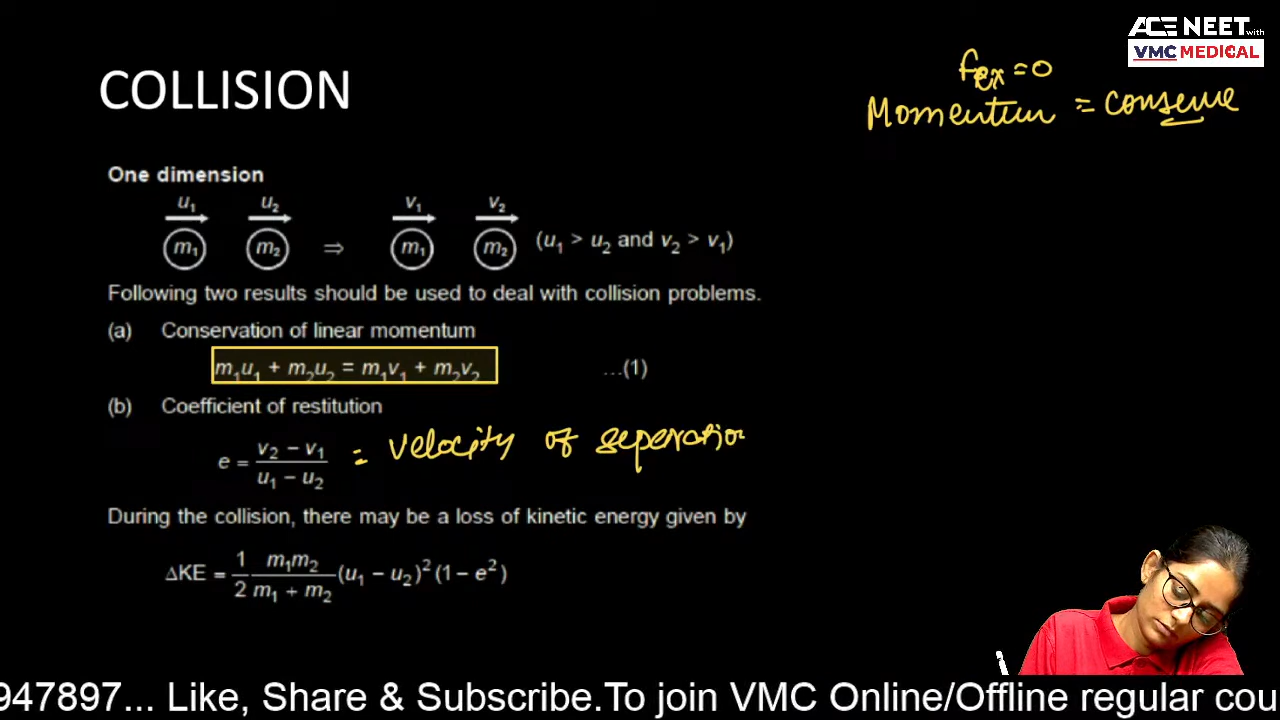 ACE NEET with
VMC MEDICAL
COLLISION
fex = 0
Momentum = conserve
One dimension
u₁ u₂ v₁ v₂
m₁ m₂ ⇒ m₁ m₂ (u₁ > u₂ and v₂ > v₁)
Following two results should be used to deal with collision problems.
(a) Conservation of linear momentum
m₁u₁ + m₂u₂ = m₁v₁ + m₂v₂ ...(1)
(b) Coefficient of restitution
e = (v₂ − v₁)/(u₁ − u₂) = velocity of seperation
During the collision, there may be a loss of kinetic energy given by
ΔKE = 1/2 m₁m₂/(m₁ + m₂) (u₁ − u₂)² (1 − e²)
947897... Like, Share & Subscribe.To join VMC Online/Offline regular cou